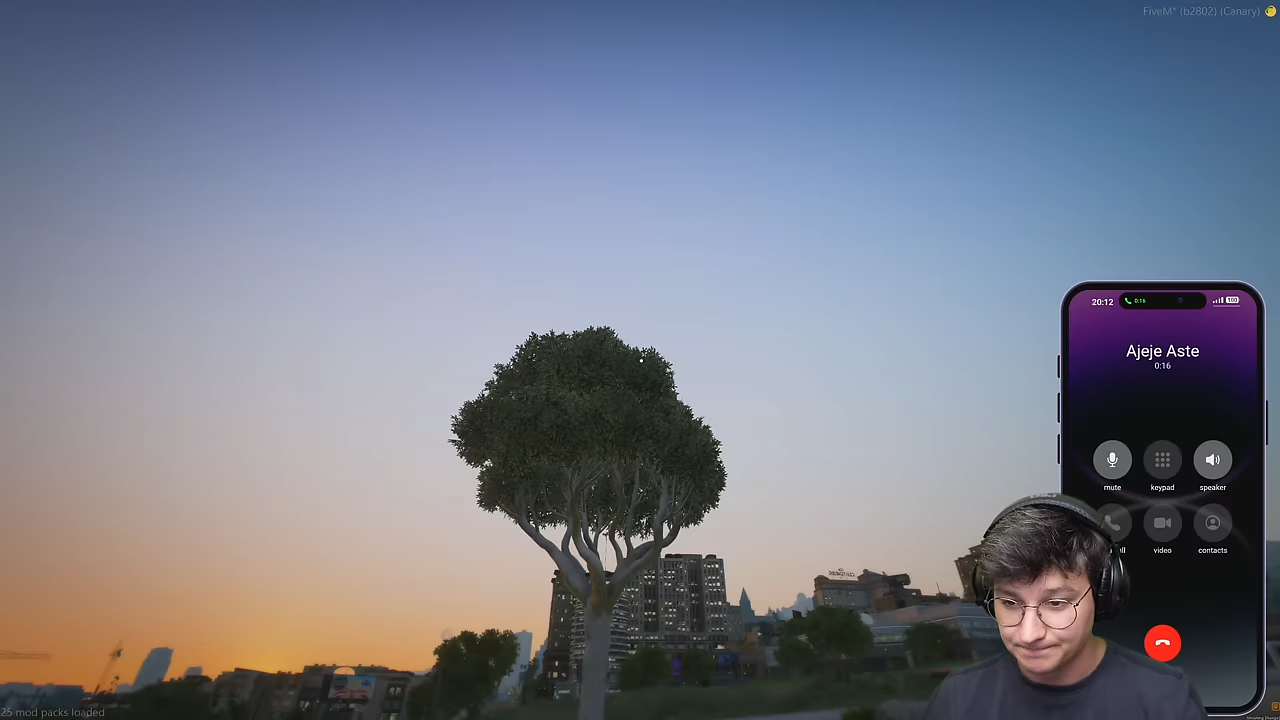 FiveM* (b2802) (Canary)
20:12
0:16
100
Ajeje Aste
0:16
mute
keypad
speaker
video
contacts
25 mod packs loaded